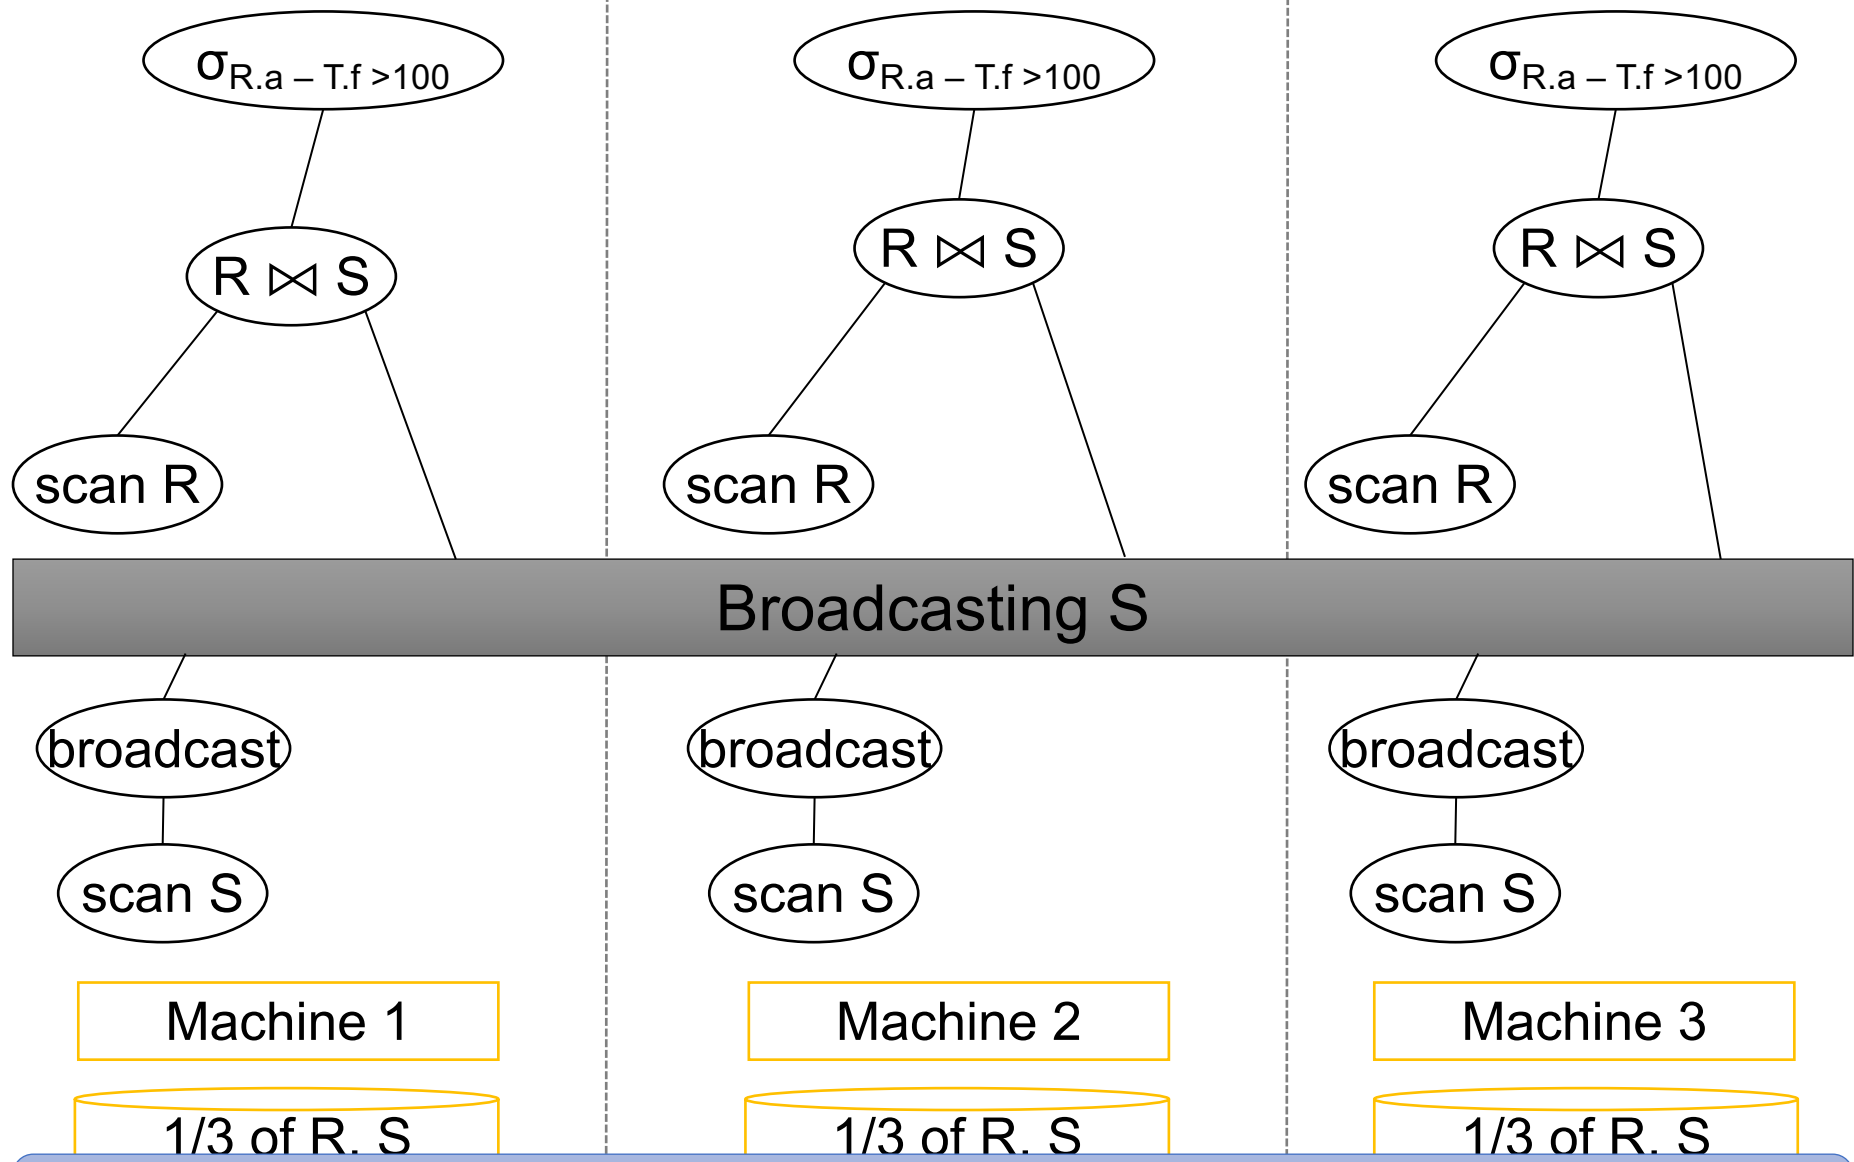 σR.a – T.f >100 σR.a – T.f >100 σR.a – T.f >100
R ⋈ S R ⋈ S R ⋈ S
scan R scan R scan R
Broadcasting S
broadcast broadcast broadcast
scan S scan S scan S
Machine 1 Machine 2 Machine 3
1/3 of R, S 1/3 of R, S 1/3 of R, S